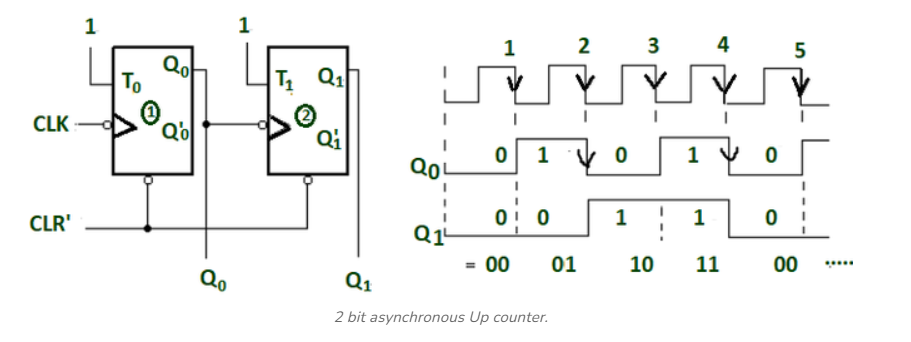 1
1
T₀
Q₀
①
Q₀'
T₁
Q₁
②
Q₁'
CLK
CLR'
Q₀
Q₁
1 2 3 4 5
Q₀ 0 1 0 1 0
Q₁ 0 0 1 1 0
= 00 01 10 11 00 .....
2 bit asynchronous Up counter.